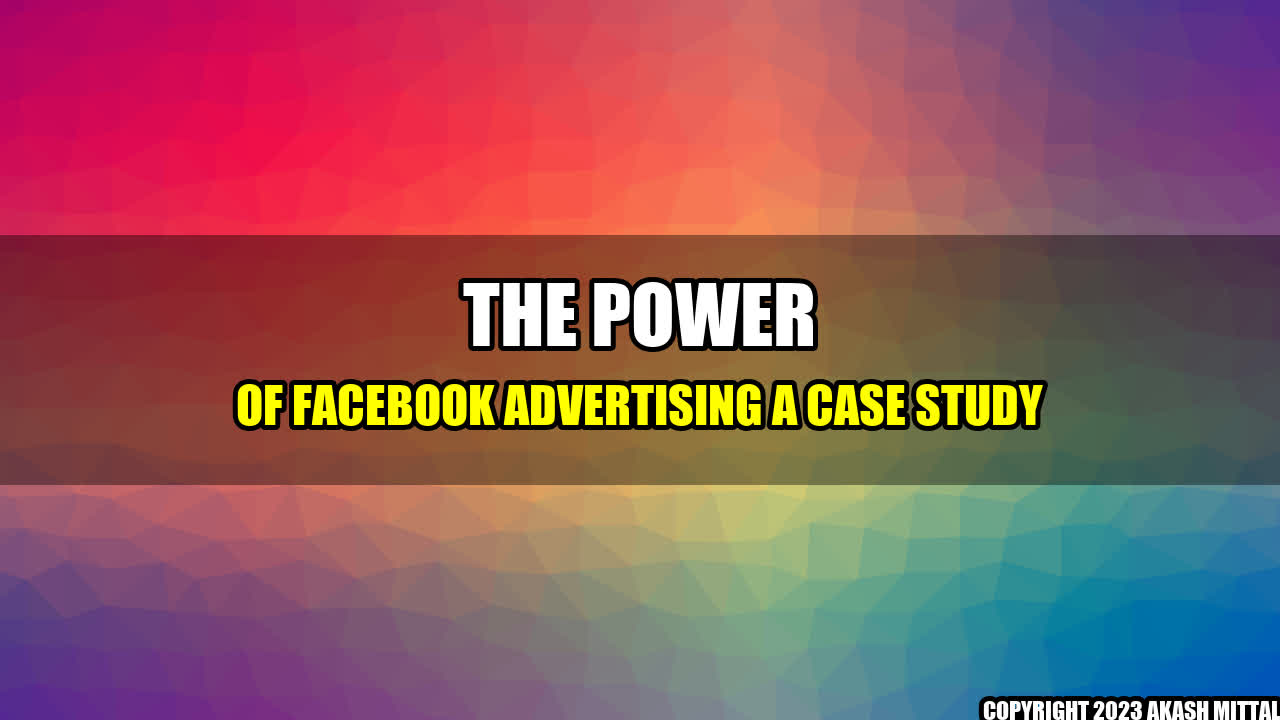 THE POWER
OF FACEBOOK ADVERTISING A CASE STUDY
COPYRIGHT 2023 AKASH MITTAL